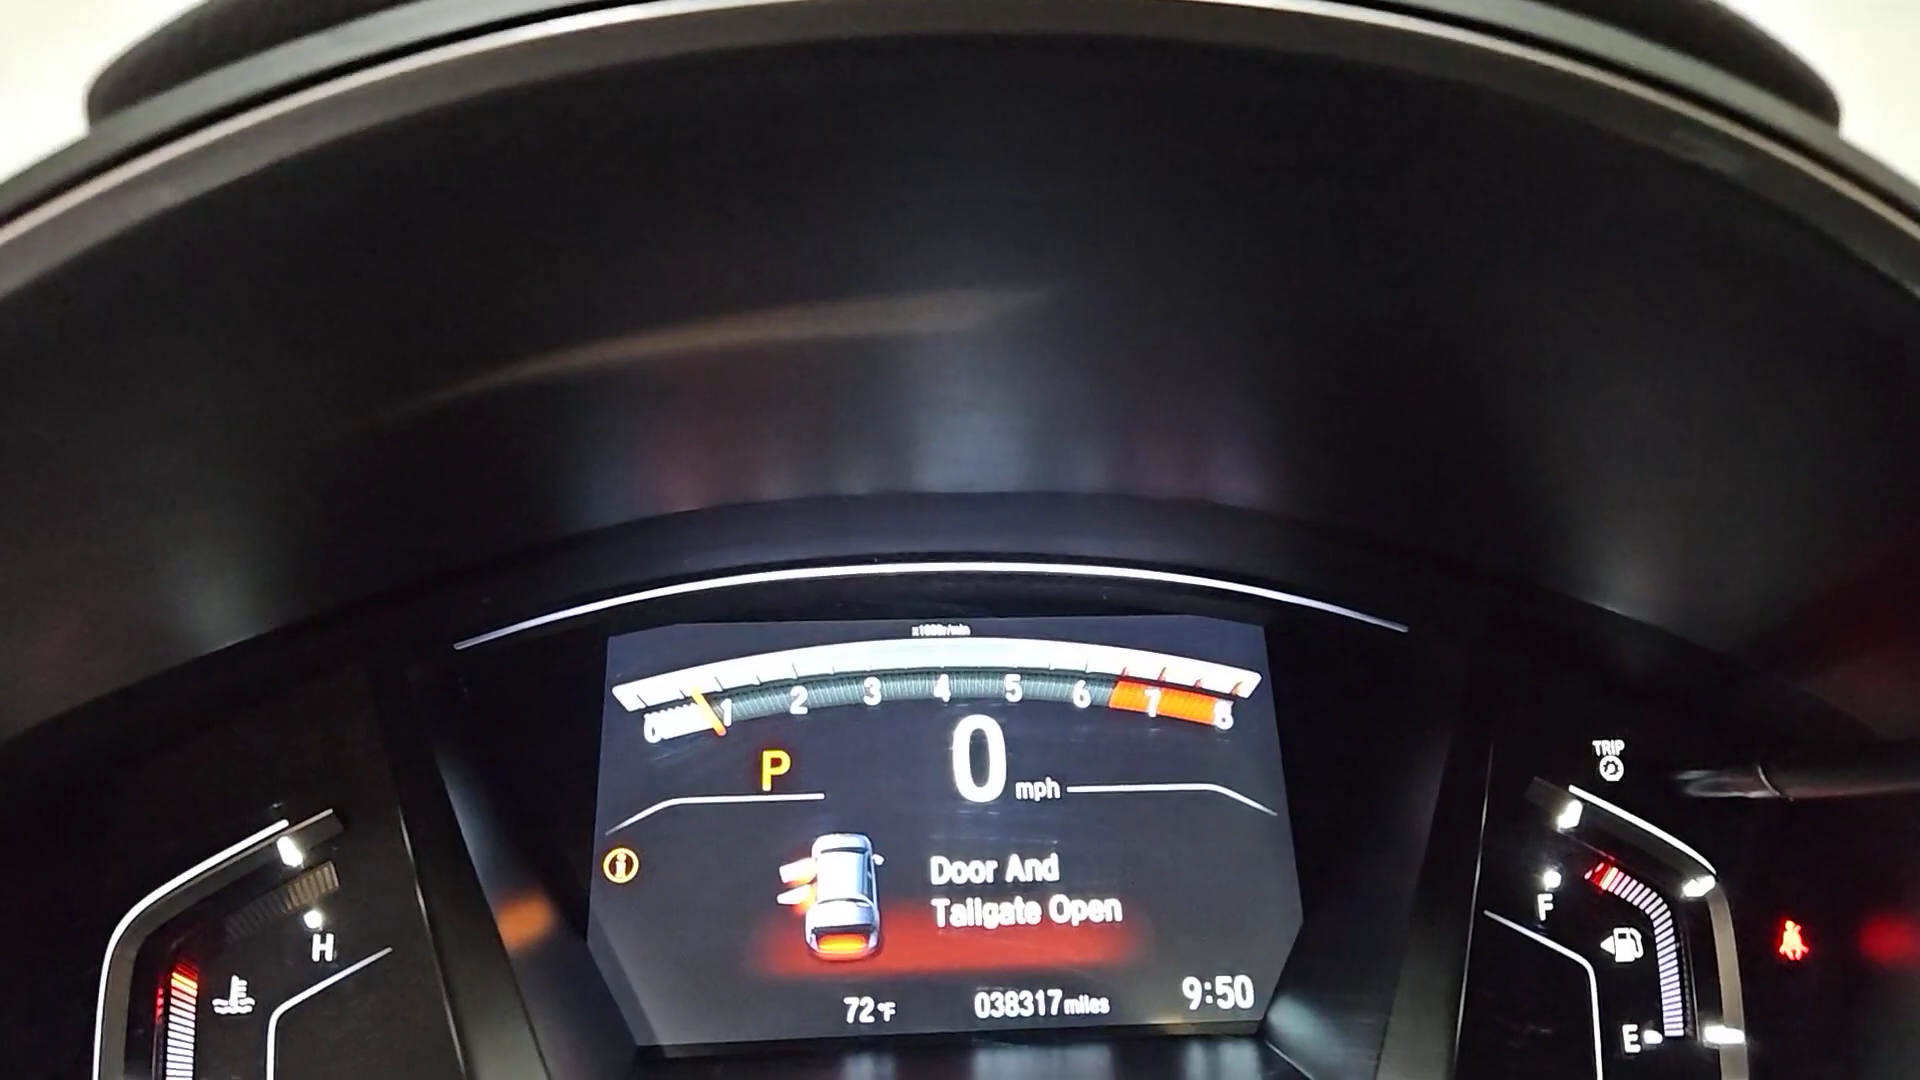 x1000r/min
0 1 2 3 4 5 6 7 8
P
0 mph
TRIP
Door And
Tailgate Open
H
F
E
72°F
038317 miles
9:50